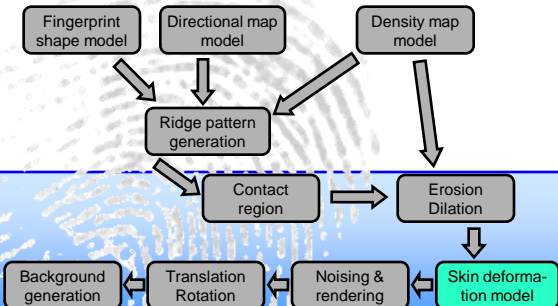 Fingerprint
shape model
Directional map
model
Density map
model
Ridge pattern
generation
Contact
region
Erosion
Dilation
Background
generation
Translation
Rotation
Noising &
rendering
Skin deforma-
tion model